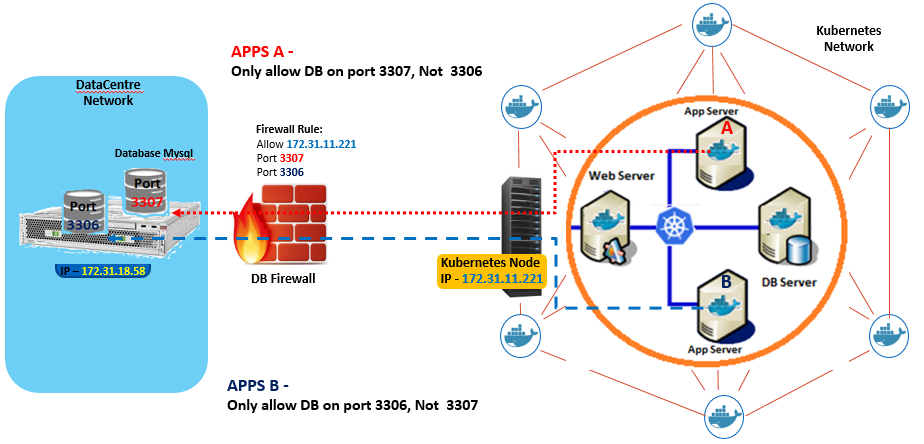 APPS A -
Only allow DB on port 3307, Not 3306
Kubernetes
Network
DataCentre
Network
Firewall Rule:
Allow 172.31.11.221
Port 3307
Port 3306
Database Mysql
Port
3307
Port
3306
IP – 172.31.18.58
DB Firewall
Kubernetes Node
IP - 172.31.11.221
App Server
A
Web Server
DB Server
B
App Server
APPS B -
Only allow DB on port 3306, Not 3307